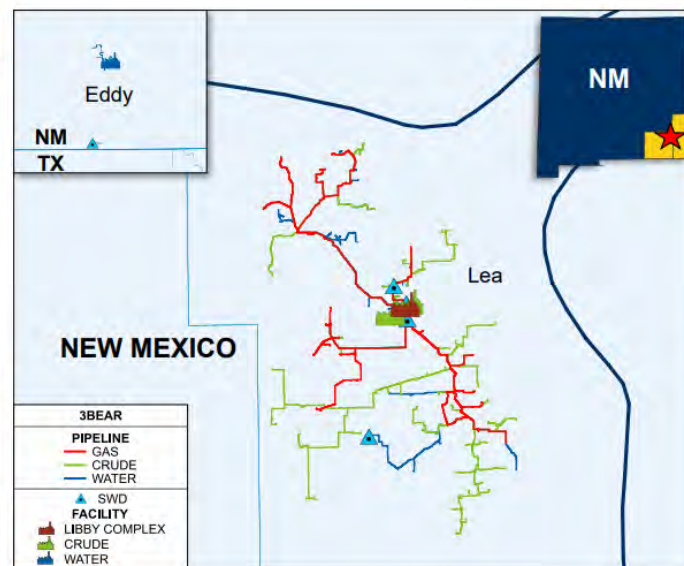 Eddy
NM
TX
NM
Lea
NEW MEXICO
3BEAR
PIPELINE
GAS
CRUDE
WATER
SWD
FACILITY
LIBBY COMPLEX
CRUDE
WATER